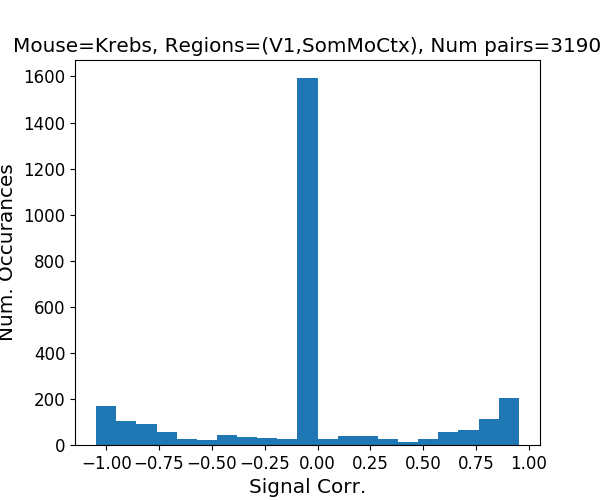 Mouse=Krebs, Regions=(V1,SomMoCtx), Num pairs=3190
1600
1400
1200
1000
800
600
400
200
0
Num. Occurances
−1.00 −0.75 −0.50 −0.25 0.00 0.25 0.50 0.75 1.00
Signal Corr.